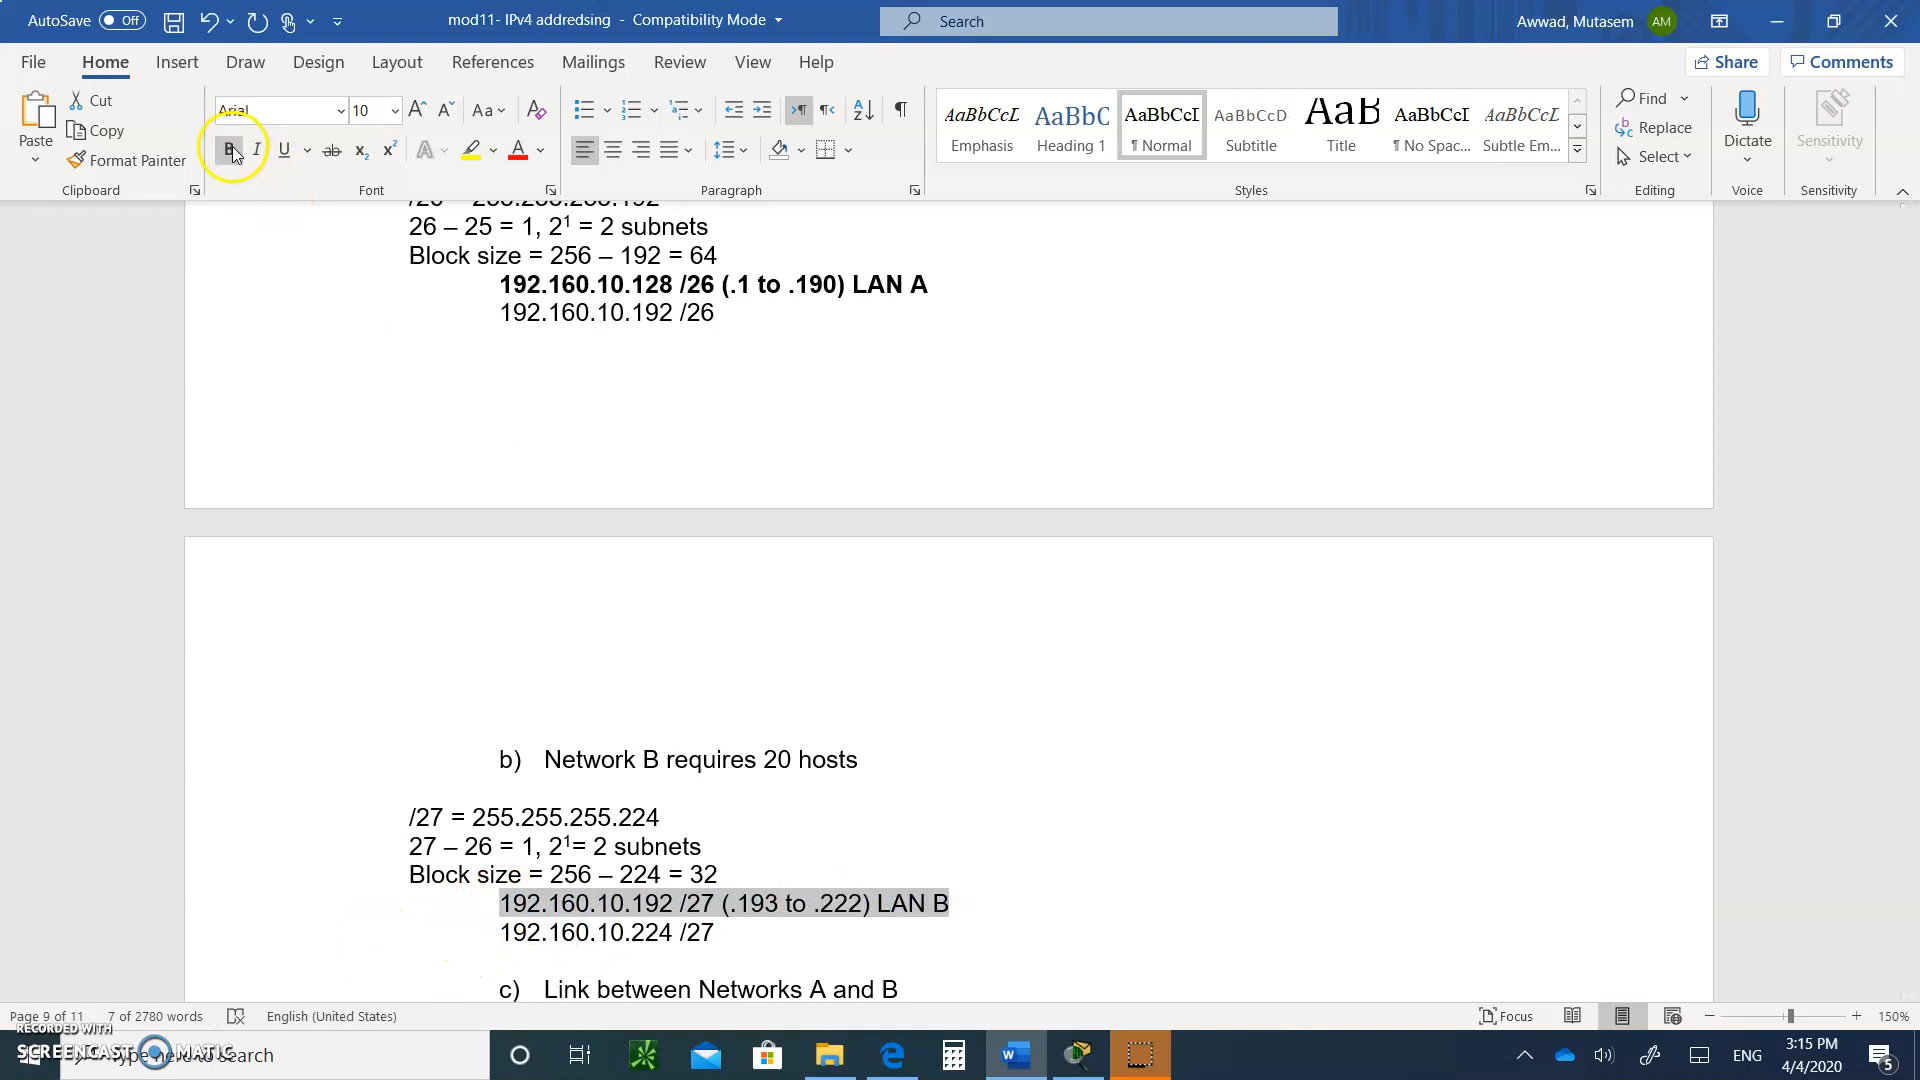 AutoSave Off
mod11- IPv4 addredsing - Compatibility Mode
Search
Awwad, Mutasem AM
File Home Insert Draw Design Layout References Mailings Review View Help
Share Comments
Paste
Cut
Copy
Format Painter
Clipboard
Arial 10
Font
Paragraph
AaBbCcL AaBbC AaBbCcI AaBbCcD AaB AaBbCcI AaBbCcL
Emphasis Heading 1 ¶ Normal Subtitle Title ¶ No Spac... Subtle Em...
Styles
Find
Replace
Select
Editing
Dictate
Voice
Sensitivity
Sensitivity
/26 = 255.255.255.192
26 – 25 = 1, 2¹ = 2 subnets
Block size = 256 – 192 = 64
192.160.10.128 /26 (.1 to .190) LAN A
192.160.10.192 /26
b) Network B requires 20 hosts
/27 = 255.255.255.224
27 – 26 = 1, 2¹= 2 subnets
Block size = 256 – 224 = 32
192.160.10.192 /27 (.193 to .222) LAN B
192.160.10.224 /27
c) Link between Networks A and B
Page 9 of 11 7 of 2780 words English (United States)
Focus
150%
RECORDED WITH
SCREENCAST MATIC
Type here to search
ENG
3:15 PM
4/4/2020
5